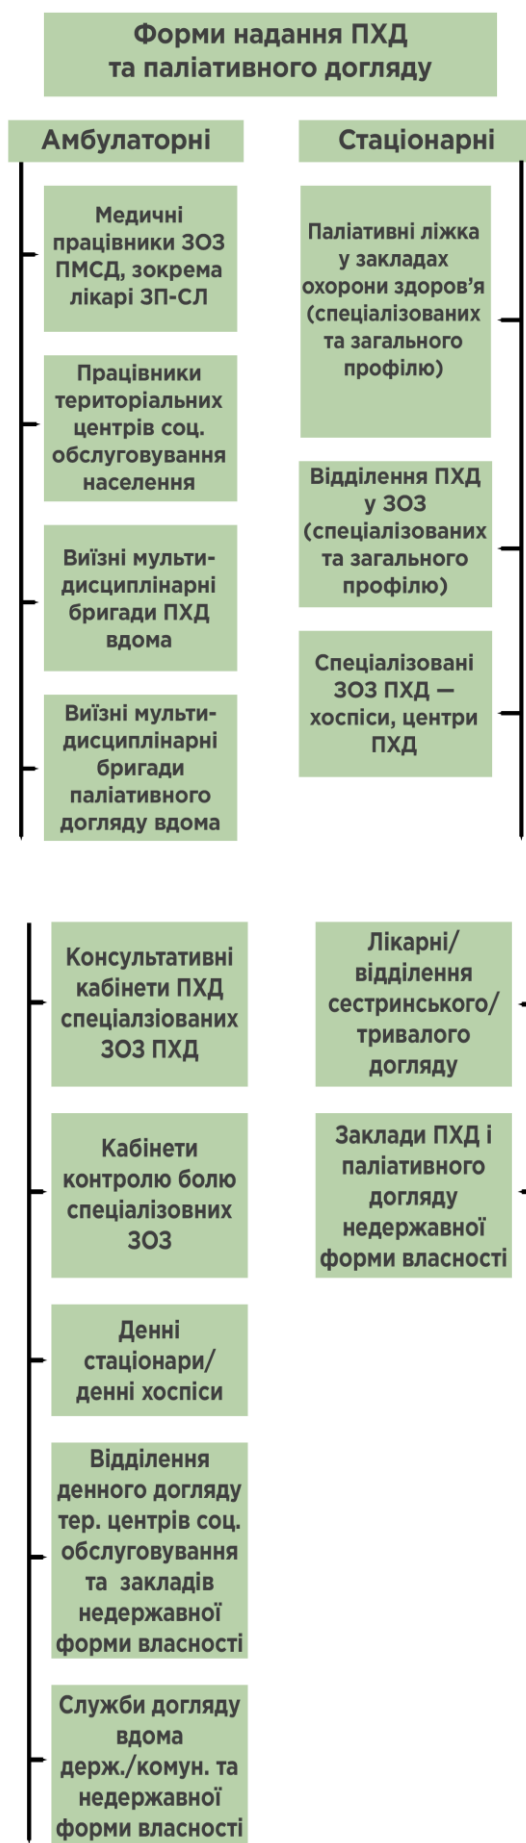 Форми надання ПХД
та паліативного догляду
Амбулаторні
Медичні
працівники ЗОЗ
ПМСД, зокрема
лікарі ЗП-СЛ
Працівники
територіальних
центрів соц.
обслуговування
населення
Виїзні мульти-
дисциплінарні
бригади ПХД
вдома
Виїзні мульти-
дисциплінарні
бригади
паліативного
догляду вдома
Стаціонарні
Паліативні ліжка
у закладах
охорони здоров’я
(спеціалізованих
та загального
профілю)
Відділення ПХД
у ЗОЗ
(спеціалізованих
та загального
профілю)
Спеціалізовані
ЗОЗ ПХД —
хоспіси, центри
ПХД
Консультативні
кабінети ПХД
спеціалзіованих
ЗОЗ ПХД
Кабінети
контролю болю
спеціалізовних
ЗОЗ
Денні
стаціонари/
денні хоспіси
Відділення
денного догляду
тер. центрів соц.
обслуговування
та закладів
недержавної
форми власності
Служби догляду
вдома
держ./комун. та
недержавної
форми власності
Лікарні/
відділення
сестринського/
тривалого
догляду
Заклади ПХД і
паліативного
догляду
недержавної
форми власності